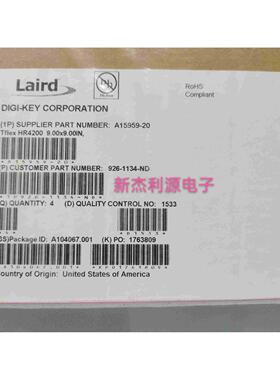 Laird
RoHS
Compliant
DIGI-KEY CORPORATION
(1P) SUPPLIER PART NUMBER: A15959-20
Tflex HR4200 9.00x9.00IN,
P) CUSTOMER PART NUMBER: 926-1134-ND
新杰利源电子
Q) QUANTITY: 4 (D) QUALITY CONTROL NO: 1533
S)Package ID: A104067.001 (K) PO: 1763809
Country of Origin: United States of America